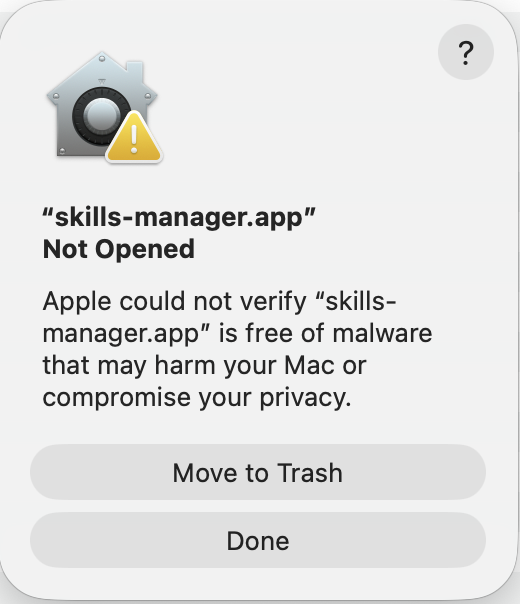 ?
“skills-manager.app”
Not Opened
Apple could not verify “skills-
manager.app” is free of malware
that may harm your Mac or
compromise your privacy.
Move to Trash
Done